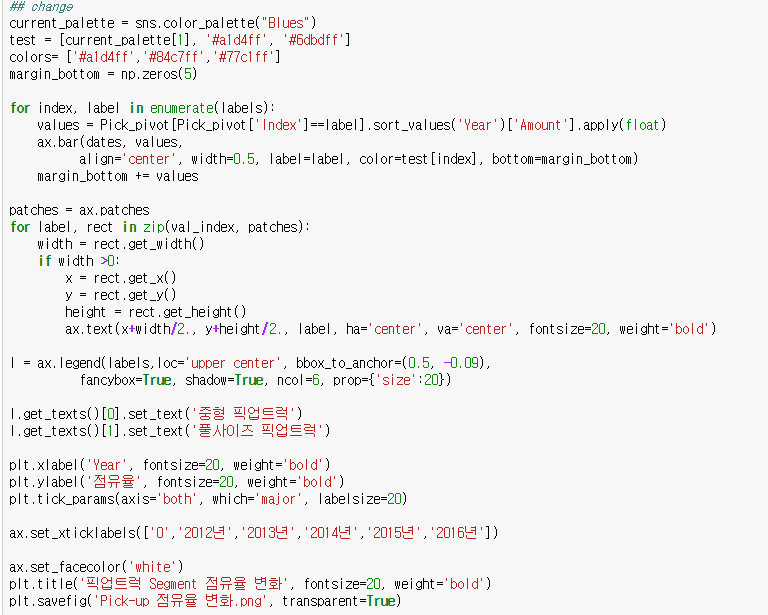 ## change
current_palette = sns.color_palette("Blues")
test = [current_palette[1], '#a1d4ff', '#6dbdff']
colors= ['#a1d4ff','#84c7ff','#77c1ff']
margin_bottom = np.zeros(5)

for index, label in enumerate(labels):
    values = Pick_pivot[Pick_pivot['Index']==label].sort_values('Year')['Amount'].apply(float)
    ax.bar(dates, values,
          align='center', width=0.5, label=label, color=test[index], bottom=margin_bottom)
    margin_bottom += values

patches = ax.patches
for label, rect in zip(val_index, patches):
    width = rect.get_width()
    if width >0:
        x = rect.get_x()
        y = rect.get_y()
        height = rect.get_height()
        ax.text(x+width/2., y+height/2., label, ha='center', va='center', fontsize=20, weight='bold')

l = ax.legend(labels,loc='upper center', bbox_to_anchor=(0.5, -0.09),
          fancybox=True, shadow=True, ncol=6, prop={'size':20})

l.get_texts()[0].set_text('중형 픽업트럭')
l.get_texts()[1].set_text('풀사이즈 픽업트럭')

plt.xlabel('Year', fontsize=20, weight='bold')
plt.ylabel('점유율', fontsize=20, weight='bold')
plt.tick_params(axis='both', which='major', labelsize=20)

ax.set_xticklabels(['0','2012년','2013년','2014년','2015년','2016년'])

ax.set_facecolor('white')
plt.title('픽업트럭 Segment 점유율 변화', fontsize=20, weight='bold')
plt.savefig('Pick-up 점유율 변화.png', transparent=True)